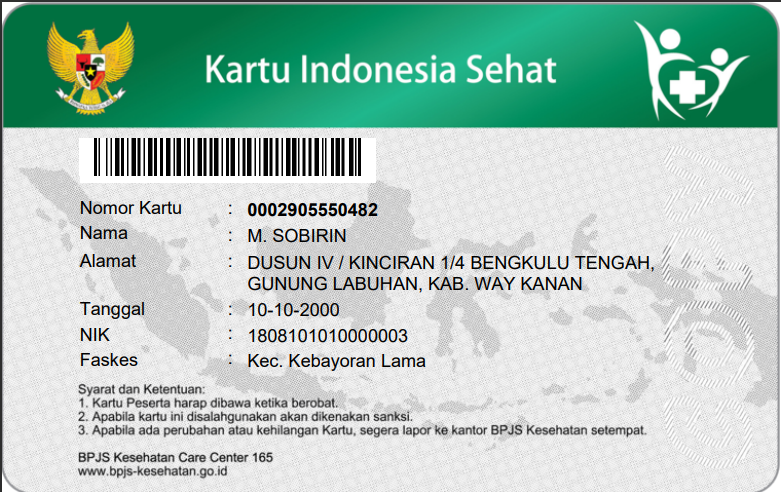 Kartu Indonesia Sehat
Nomor Kartu : 0002905550482
Nama : M. SOBIRIN
Alamat : DUSUN IV / KINCIRAN 1/4 BENGKULU TENGAH,
GUNUNG LABUHAN, KAB. WAY KANAN
Tanggal : 10-10-2000
NIK : 1808101010000003
Faskes : Kec. Kebayoran Lama
Syarat dan Ketentuan:
1. Kartu Peserta harap dibawa ketika berobat.
2. Apabila kartu ini disalahgunakan akan dikenakan sanksi.
3. Apabila ada perubahan atau kehilangan Kartu, segera lapor ke kantor BPJS Kesehatan setempat.
BPJS Kesehatan Care Center 165
www.bpjs-kesehatan.go.id